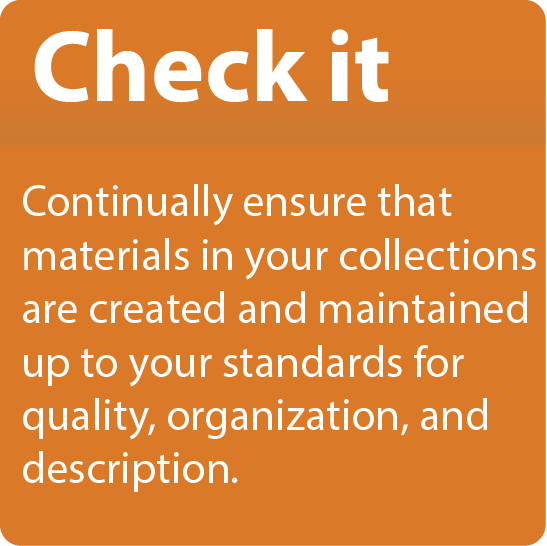 Check it
Continually ensure that
materials in your collections
are created and maintained
up to your standards for
quality, organization, and
description.